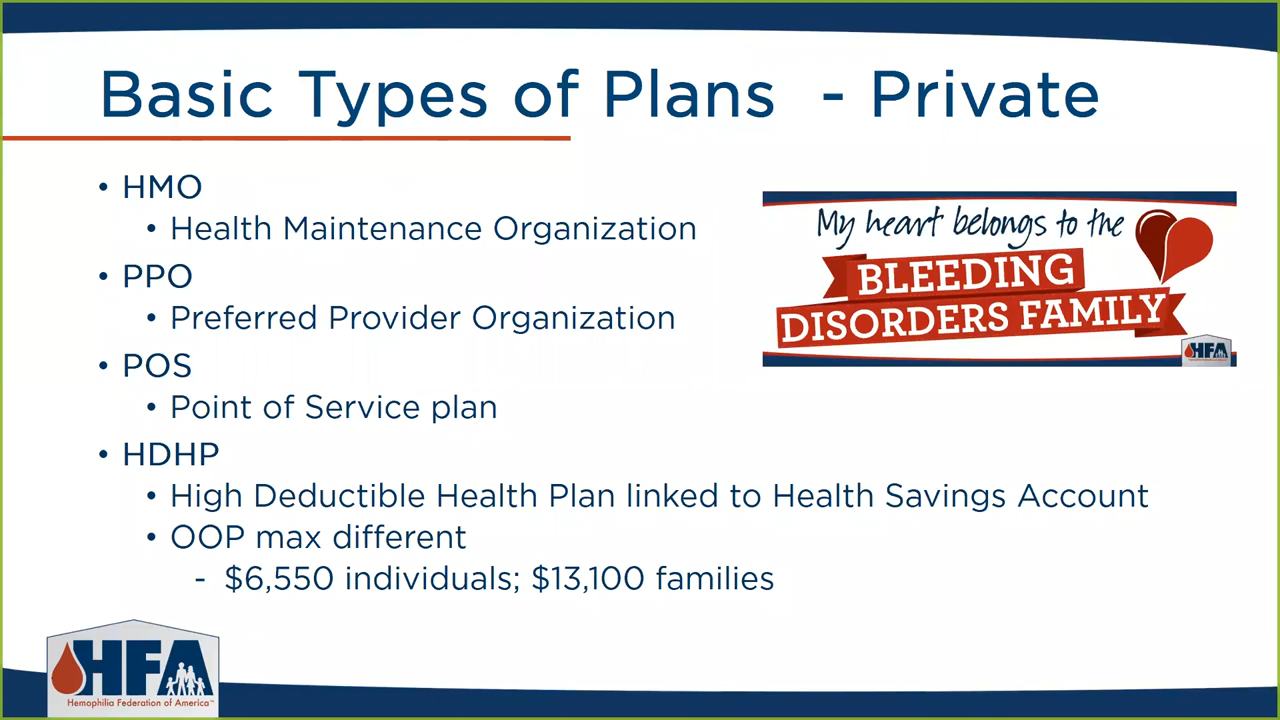 Basic Types of Plans - Private
• HMO
• Health Maintenance Organization
• PPO
• Preferred Provider Organization
• POS
• Point of Service plan
• HDHP
• High Deductible Health Plan linked to Health Savings Account
• OOP max different
- $6,550 individuals; $13,100 families
My heart belongs to the
BLEEDING
DISORDERS FAMILY
HFA
HFA
Hemophilia Federation of America™